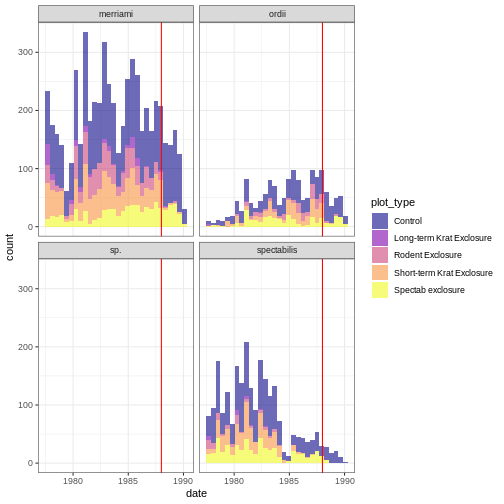 merriami
ordii
300
200
100
0
sp.
spectabilis
300
200
100
0
1980
1985
1990
1980
1985
1990
count
date
plot_type
Control
Long-term Krat Exclosure
Rodent Exclosure
Short-term Krat Exclosure
Spectab exclosure